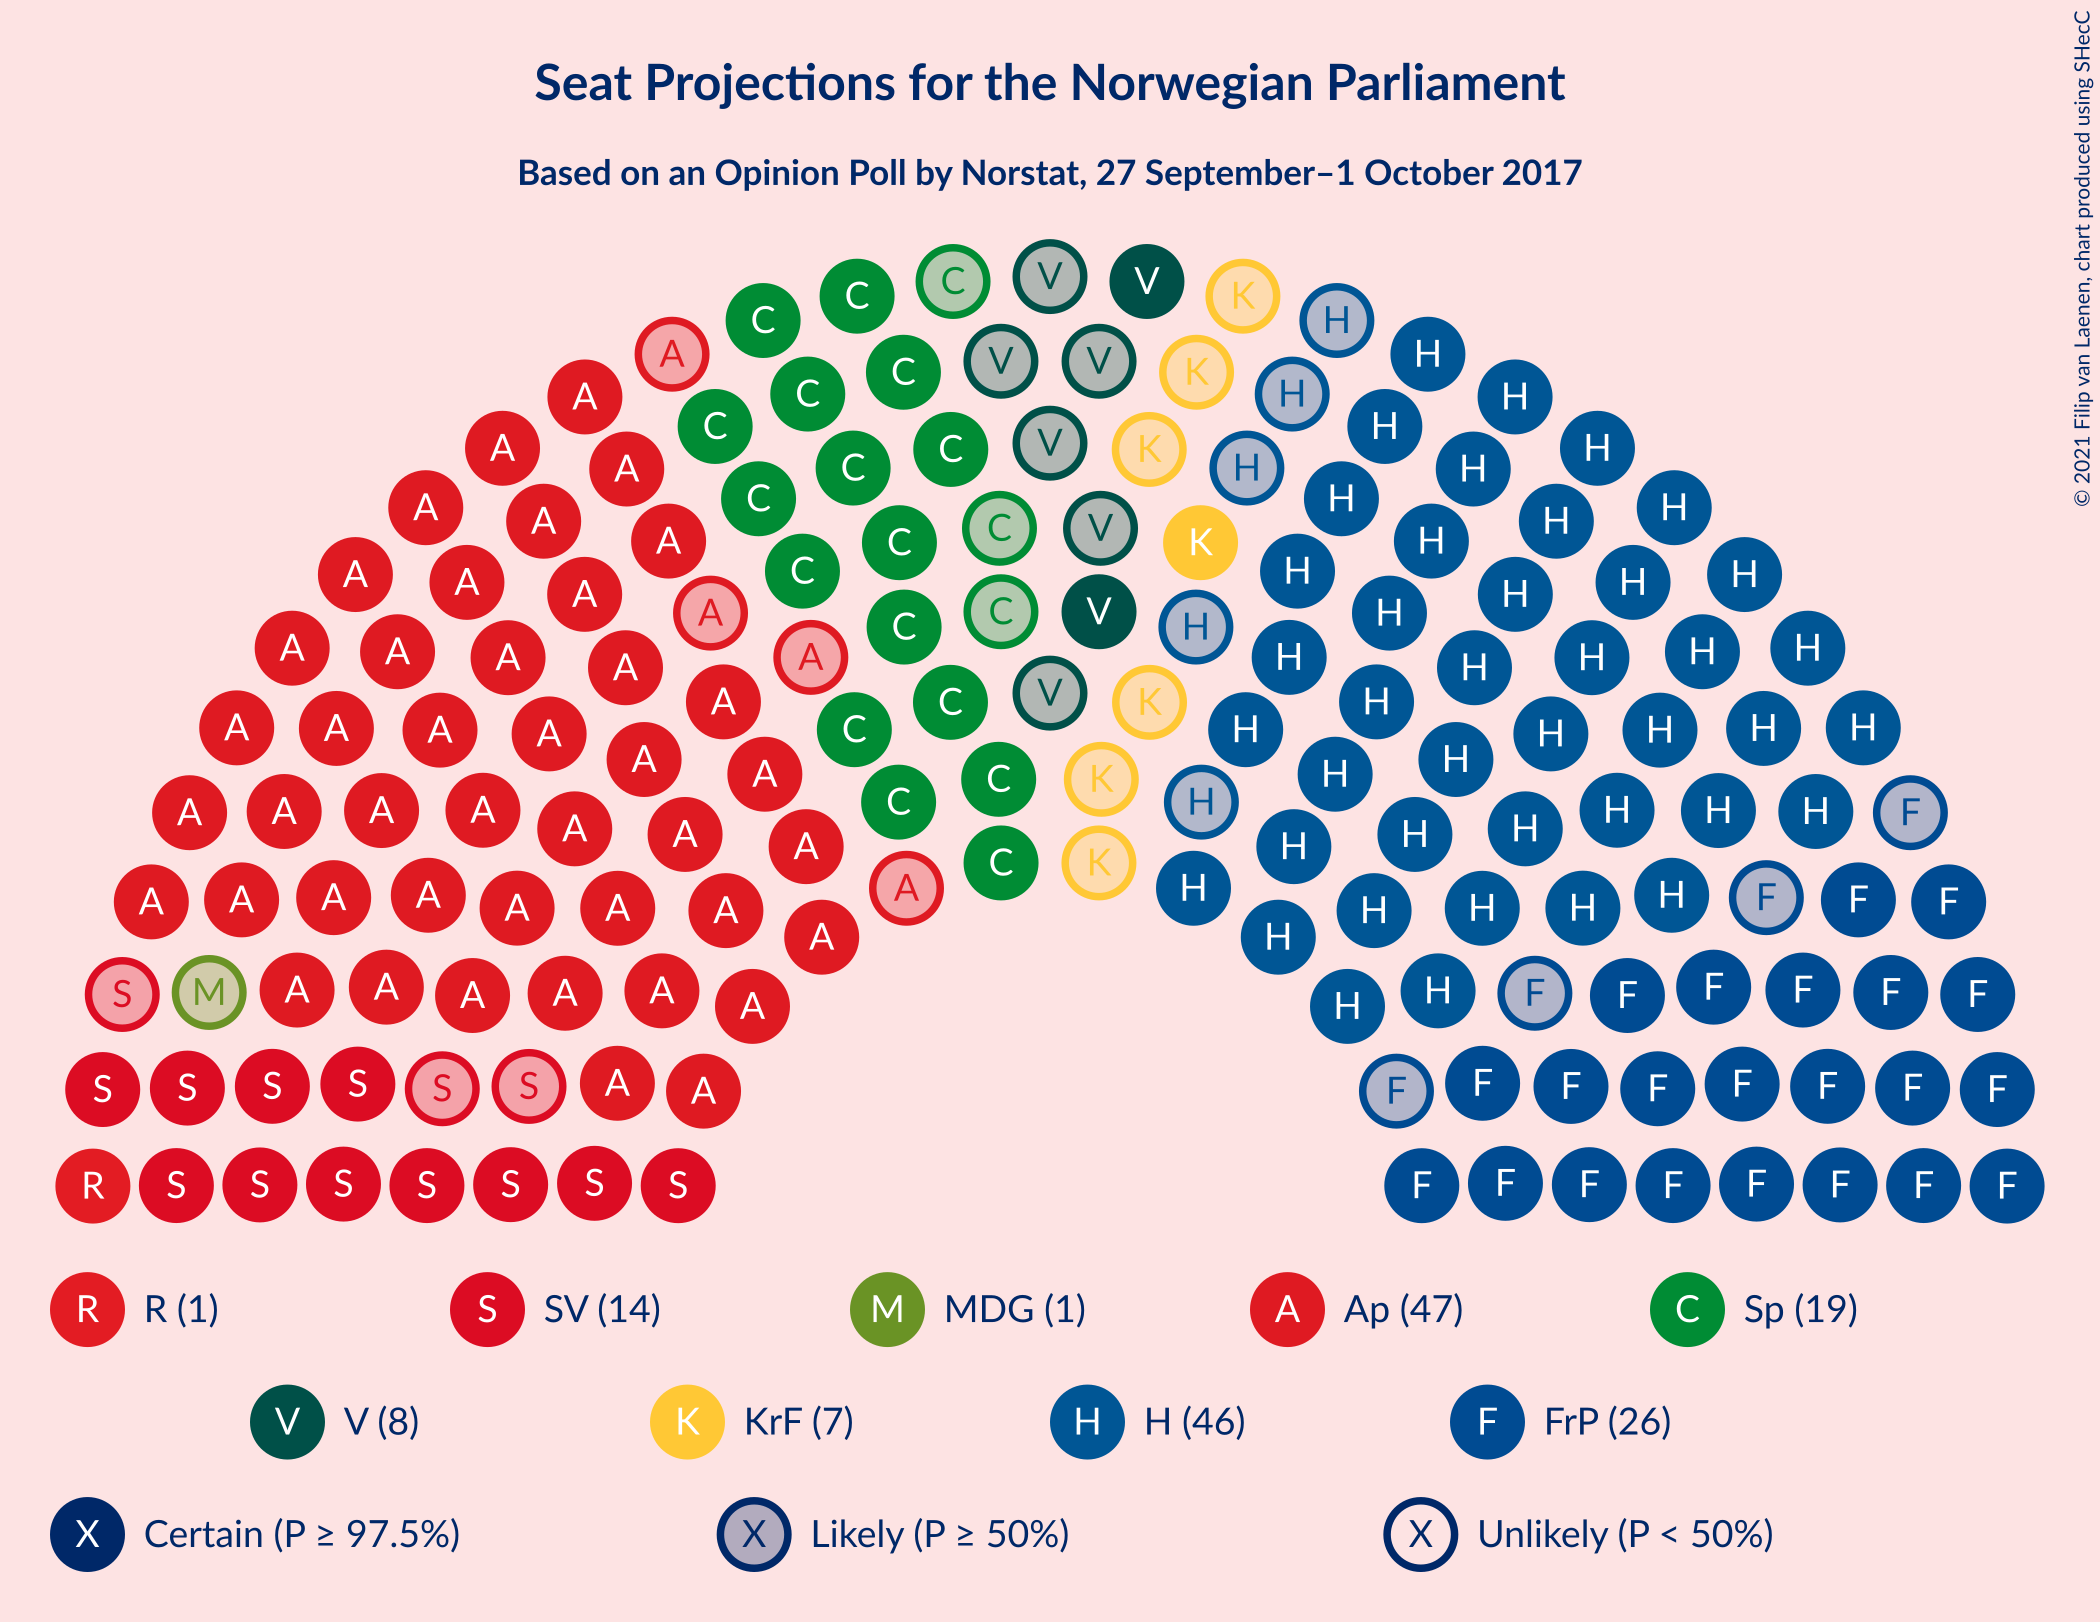 Seat Projections for the Norwegian Parliament
Based on an Opinion Poll by Norstat, 27 September–1 October 2017
© 2021 Filip van Laenen, chart produced using SHecC
C V V
C K
A C H
A V V H
A C C K H
A C H
A C V K H
A A C H H
A C H H
A C V
A A C K H H
A C H H
A A A H H H
A C V
A A C H H
A A A H H H
A C V K
A A A C H H H
A A A A C K H H H H
A A A C H H H
A A A A C H H H H F
A A A A H H H H
A C K
A A A A A H H F F F
A A A A H H H H
A H
S M A A A A A H F F F F F F
A H
S S S S S S A A F F F F F F F F
R S S S S S S S F F F F F F F F
R R (1) S SV (14) M MDG (1) A Ap (47) C Sp (19)
V V (8) K KrF (7) H H (46) F FrP (26)
X Certain (P ≥ 97.5%) X Likely (P ≥ 50%) X Unlikely (P < 50%)